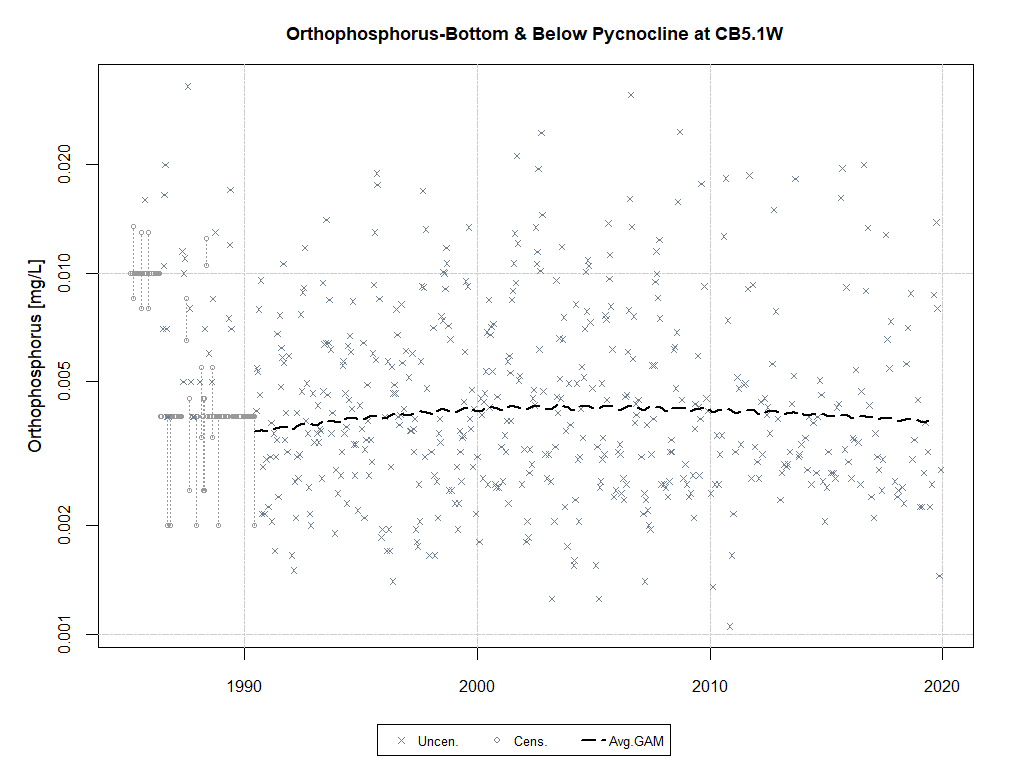 Orthophosphorus-Bottom & Below Pycnocline at CB5.1W
Orthophosphorus [mg/L]
0.020
0.010
0.005
0.002
0.001
1990 2000 2010 2020
Uncen. Cens. Avg.GAM